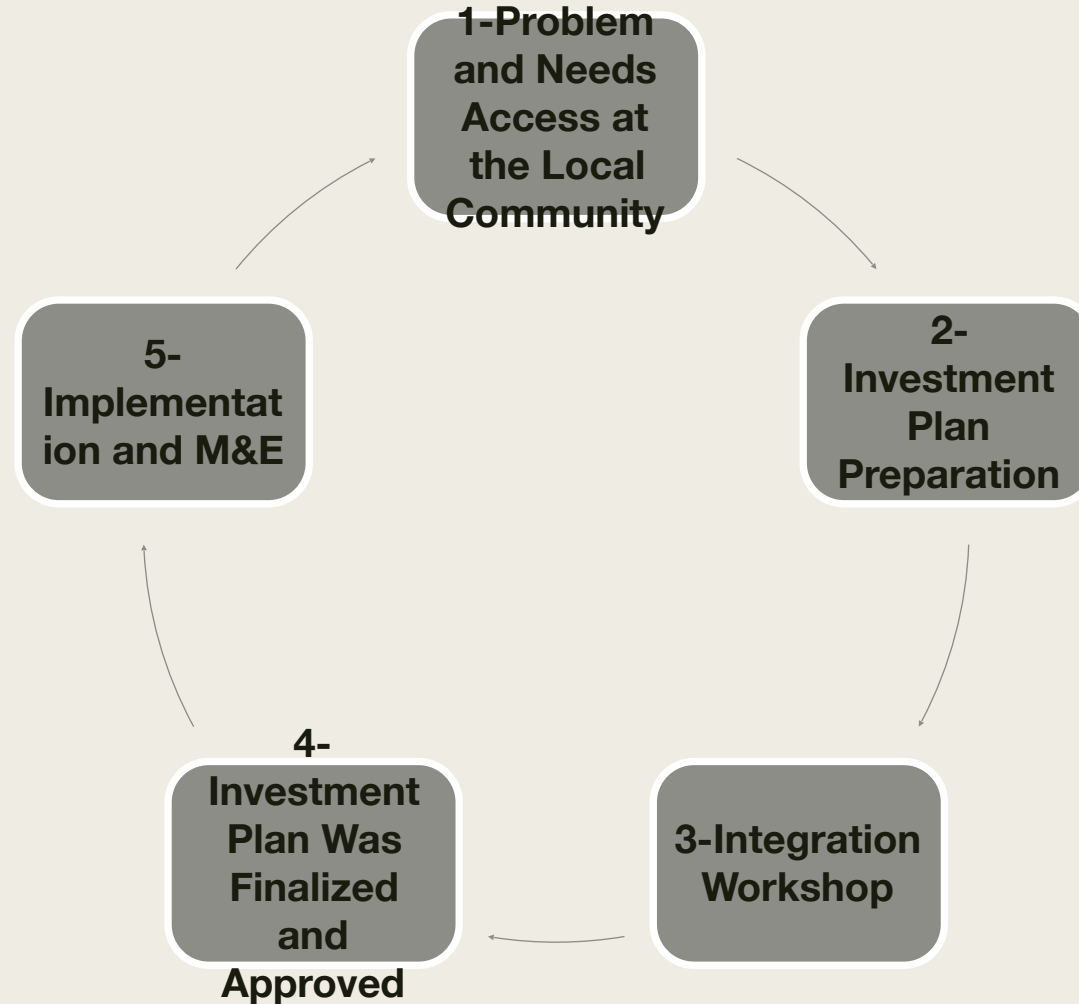 1-Problem
and Needs
Access at
the Local
Community
2-
Investment
Plan
Preparation
3-Integration
Workshop
4-
Investment
Plan Was
Finalized
and
Approved
5-
Implementat
ion and M&E